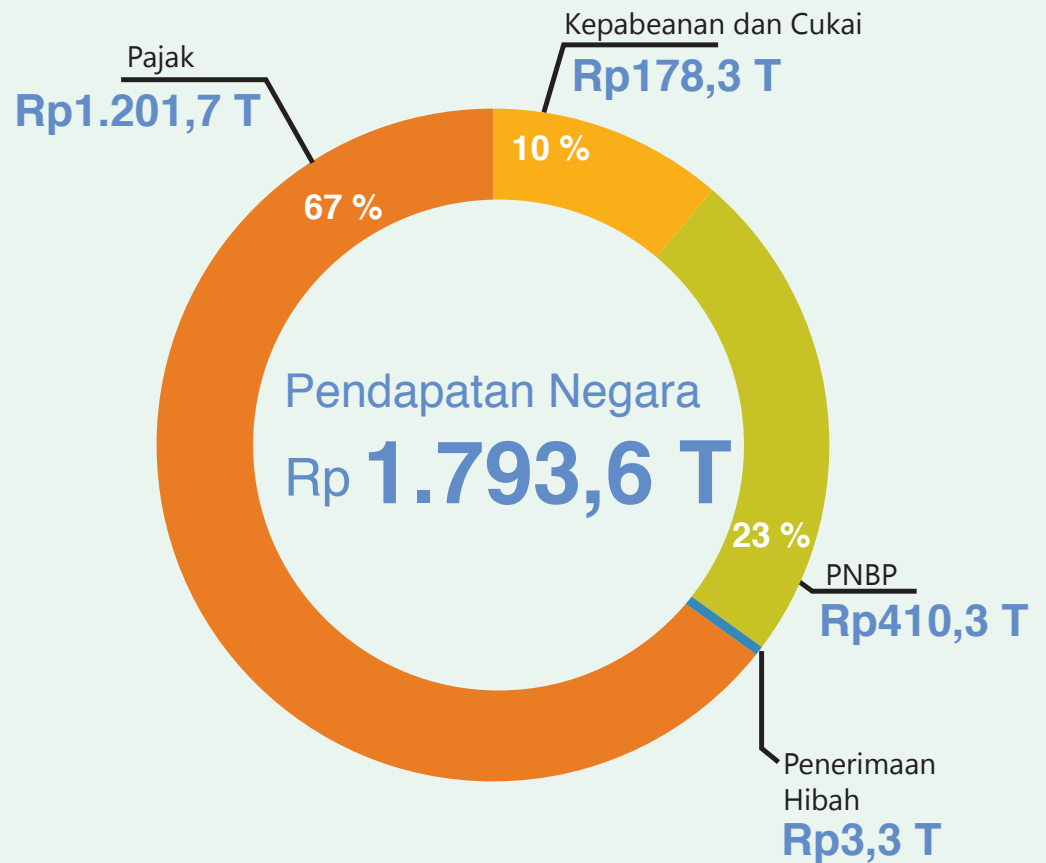 Kepabeanan dan Cukai
Rp178,3 T
Pajak
Rp1.201,7 T
10 %
67 %
Pendapatan Negara
Rp 1.793,6 T
23 %
PNBP
Rp410,3 T
Penerimaan
Hibah
Rp3,3 T